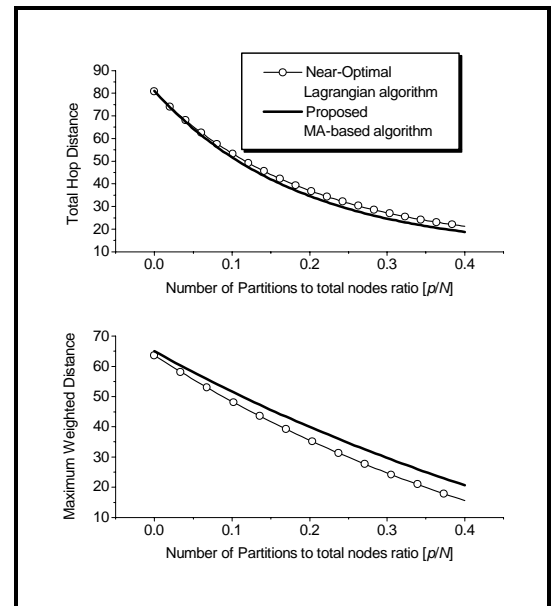 Near-Optimal
Lagrangian algorithm
Proposed
MA-based algorithm
90
80
70
60
50
40
30
20
10
Total Hop Distance
0.0 0.1 0.2 0.3 0.4
Number of Partitions to total nodes ratio [p/N]
70
60
50
40
30
20
10
Maximum Weighted Distance
0.0 0.1 0.2 0.3 0.4
Number of Partitions to total nodes ratio [p/N]